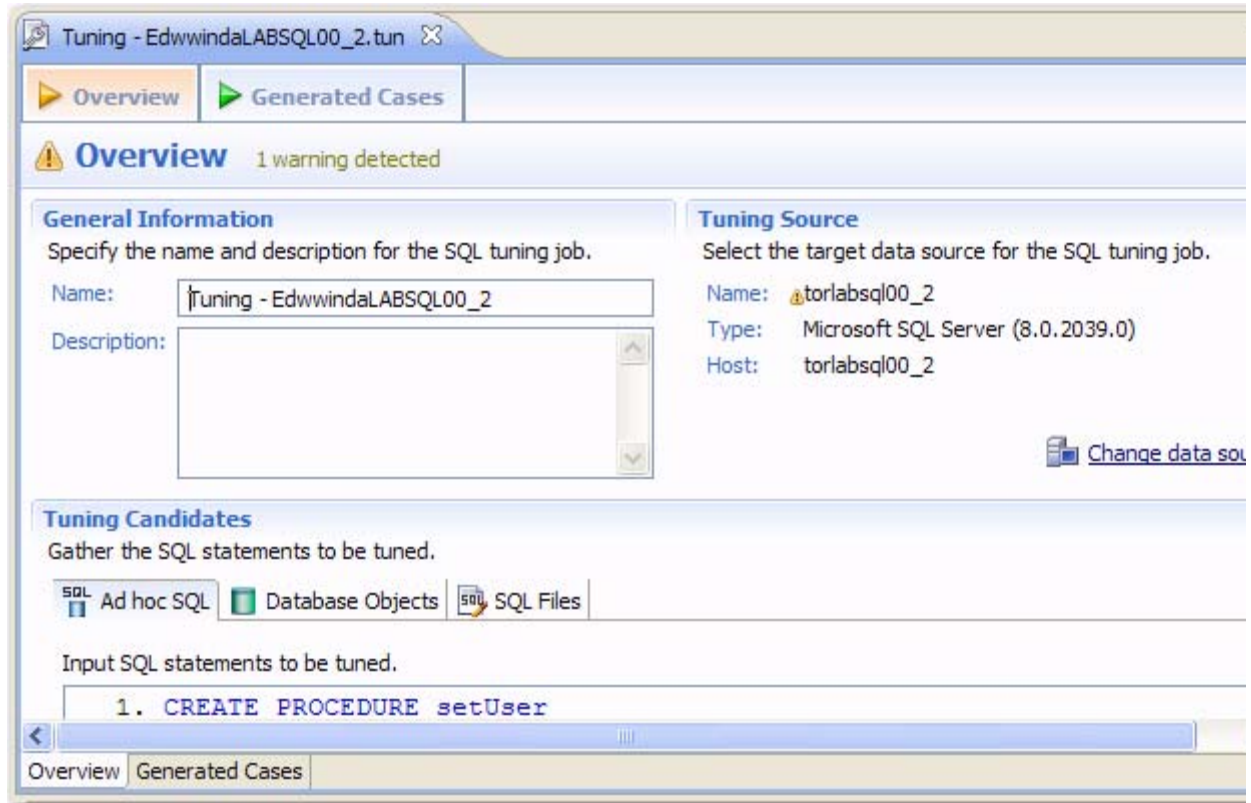 Tuning - EdwwindaLABSQL00_2.tun
Overview
Generated Cases
Overview 1 warning detected
General Information
Specify the name and description for the SQL tuning job.
Name: Tuning - EdwwindaLABSQL00_2
Description:
Tuning Source
Select the target data source for the SQL tuning job.
Name: torlabsql00_2
Type: Microsoft SQL Server (8.0.2039.0)
Host: torlabsql00_2
Change data sou
Tuning Candidates
Gather the SQL statements to be tuned.
SQL Ad hoc SQL
Database Objects
SQL SQL Files
Input SQL statements to be tuned.
1. CREATE PROCEDURE setUser
Overview
Generated Cases